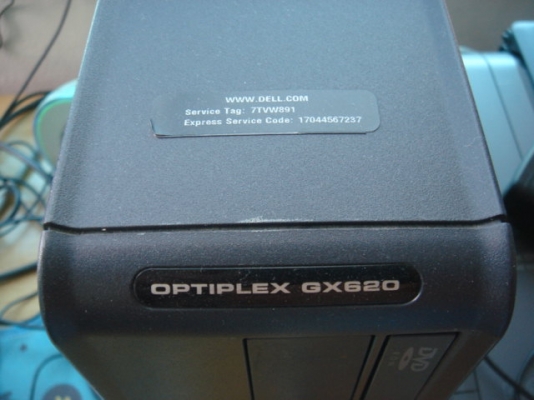 WWW.DELL.COM
Service Tag: 7TVW891
Express Service Code: 17044567237
OPTIPLEX GX620
DVD